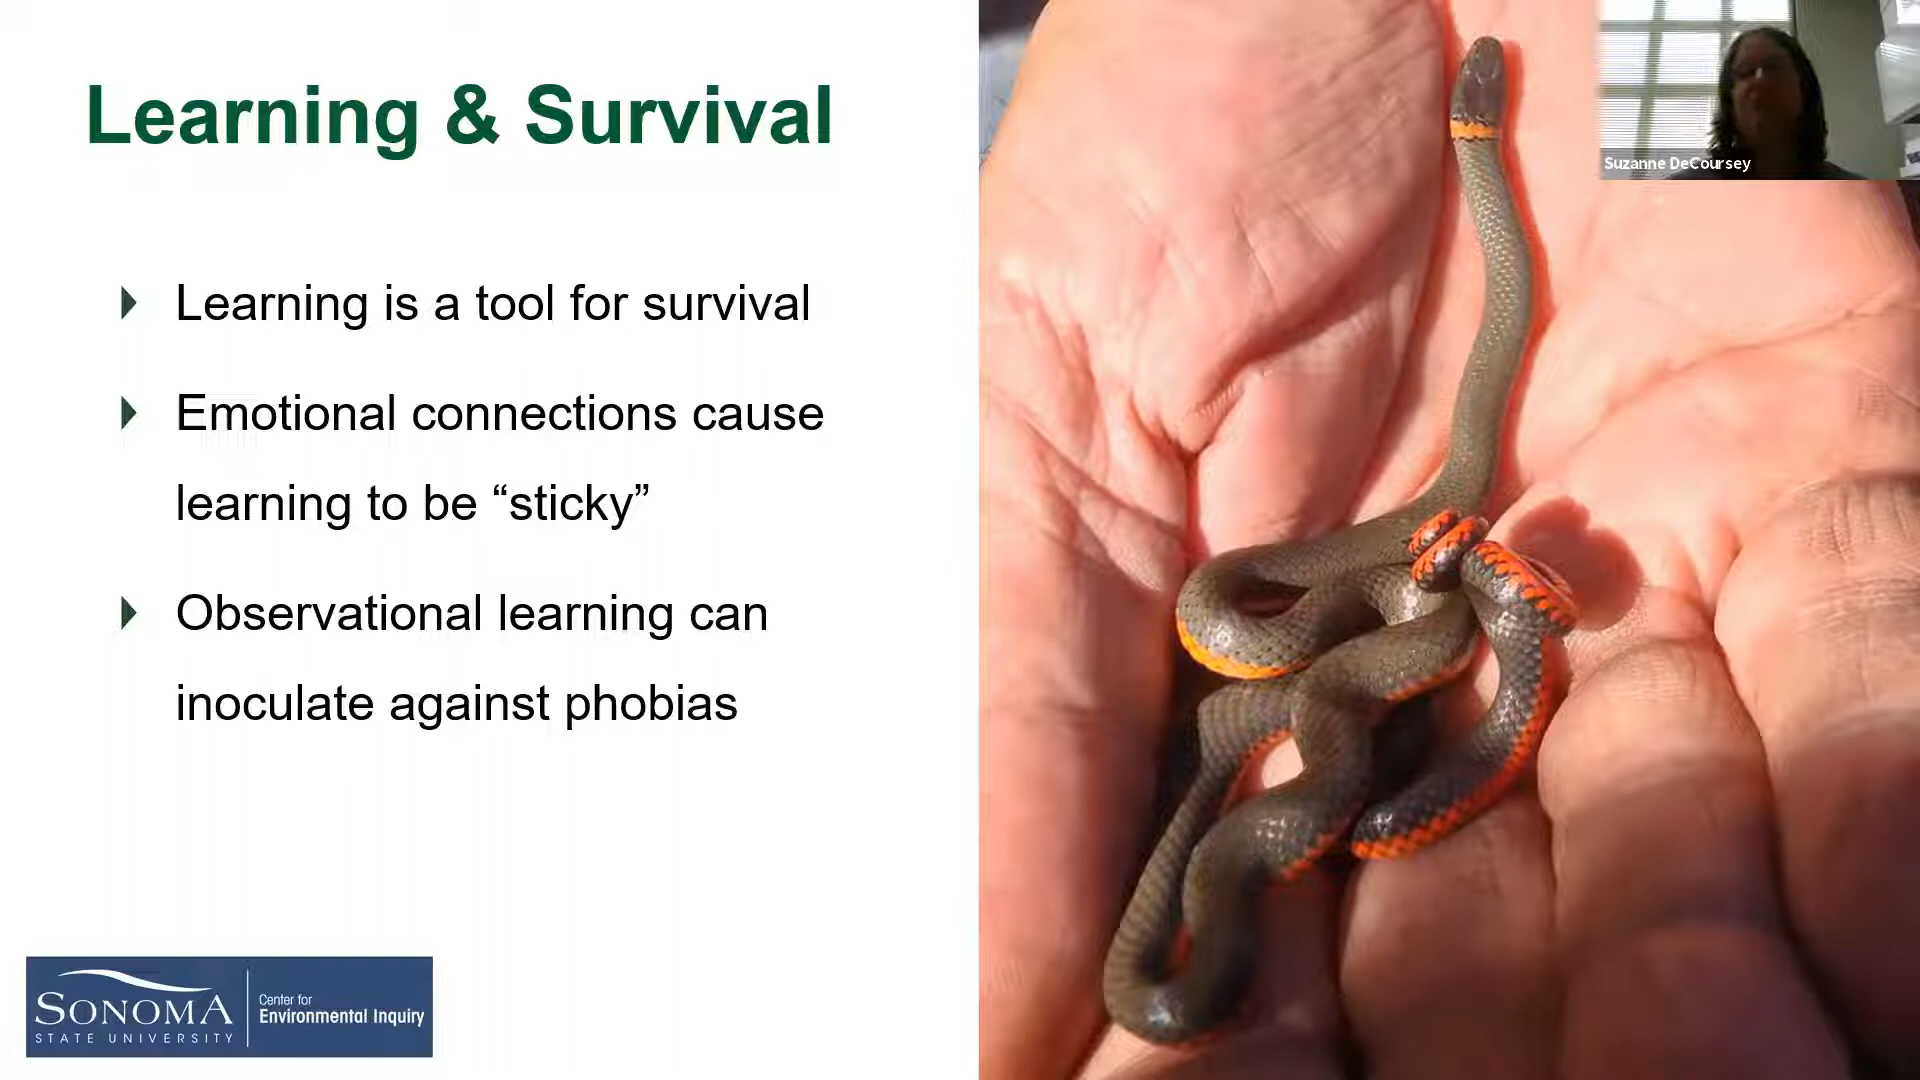 Learning & Survival
Learning is a tool for survival
Emotional connections cause
learning to be “sticky”
Observational learning can
inoculate against phobias
Suzanne DeCoursey
SONOMA
STATE UNIVERSITY
Center for
Environmental Inquiry